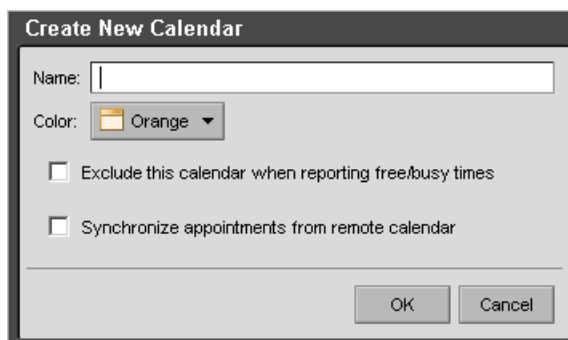 Create New Calendar
Name:
Color: Orange
Exclude this calendar when reporting free/busy times
Synchronize appointments from remote calendar
OK Cancel